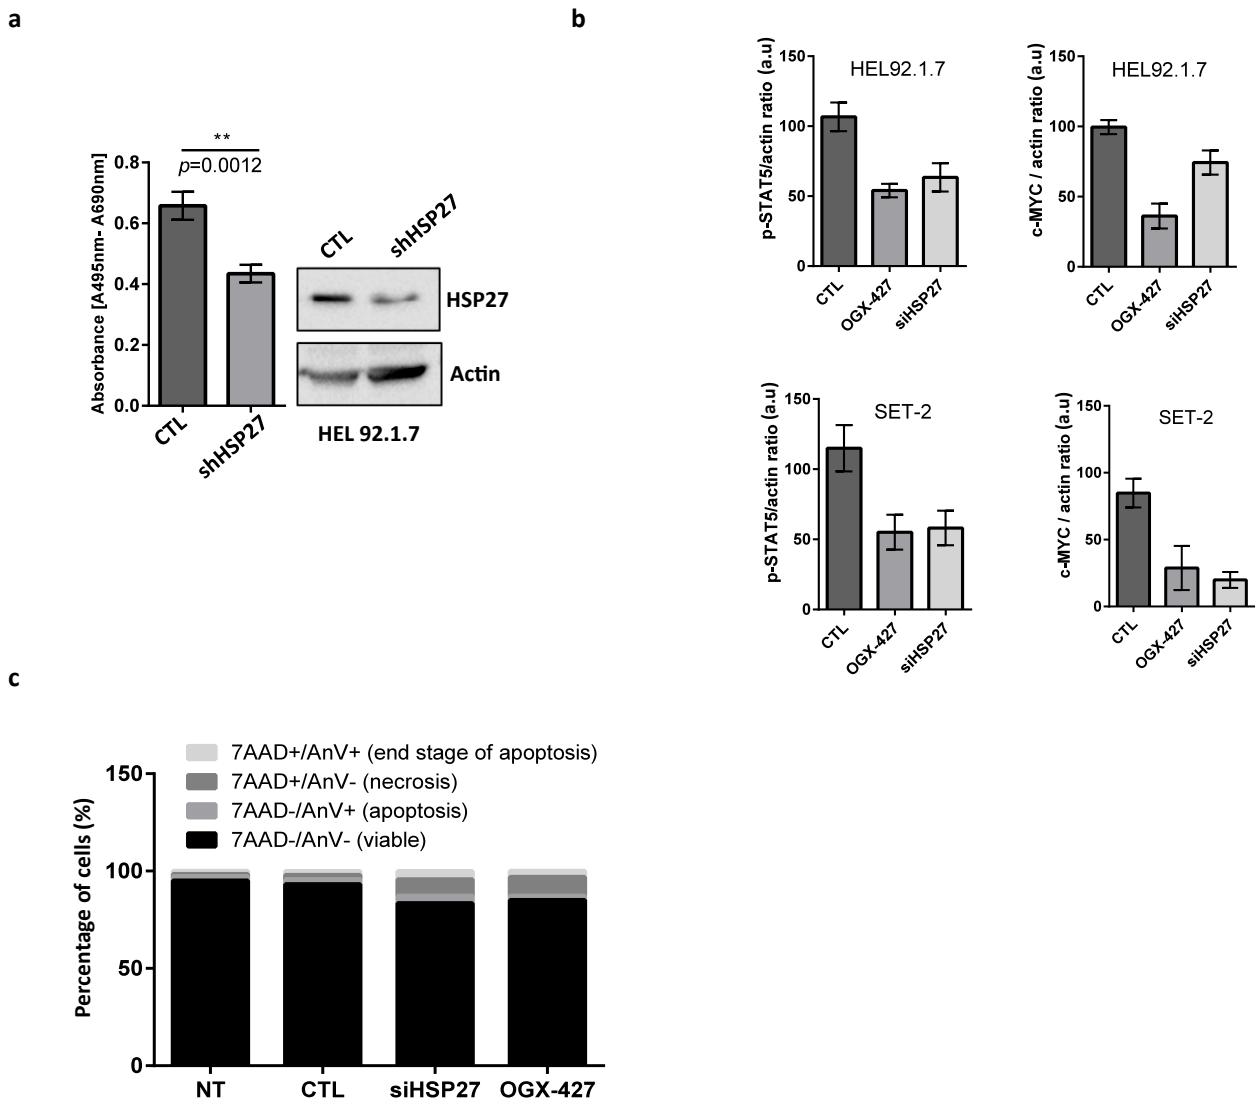 a
**
p=0.0012
Absorbance [A495nm- A690nm]
0.8
0.6
0.4
0.2
0.0
CTL
shHSP27
CTL
shHSP27
HSP27
Actin
HEL 92.1.7
b
p-STAT5/actin ratio (a.u)
150
100
50
0
HEL92.1.7
CTL
OGX-427
siHSP27
c-MYC / actin ratio (a.u)
150
100
50
0
HEL92.1.7
CTL
OGX-427
siHSP27
p-STAT5/actin ratio (a.u)
150
100
50
0
SET-2
CTL
OGX-427
siHSP27
c-MYC / actin ratio (a.u)
150
100
50
0
SET-2
CTL
OGX-427
siHSP27
c
7AAD+/AnV+ (end stage of apoptosis)
7AAD+/AnV- (necrosis)
7AAD-/AnV+ (apoptosis)
7AAD-/AnV- (viable)
Percentage of cells (%)
150
100
50
0
NT
CTL
siHSP27
OGX-427